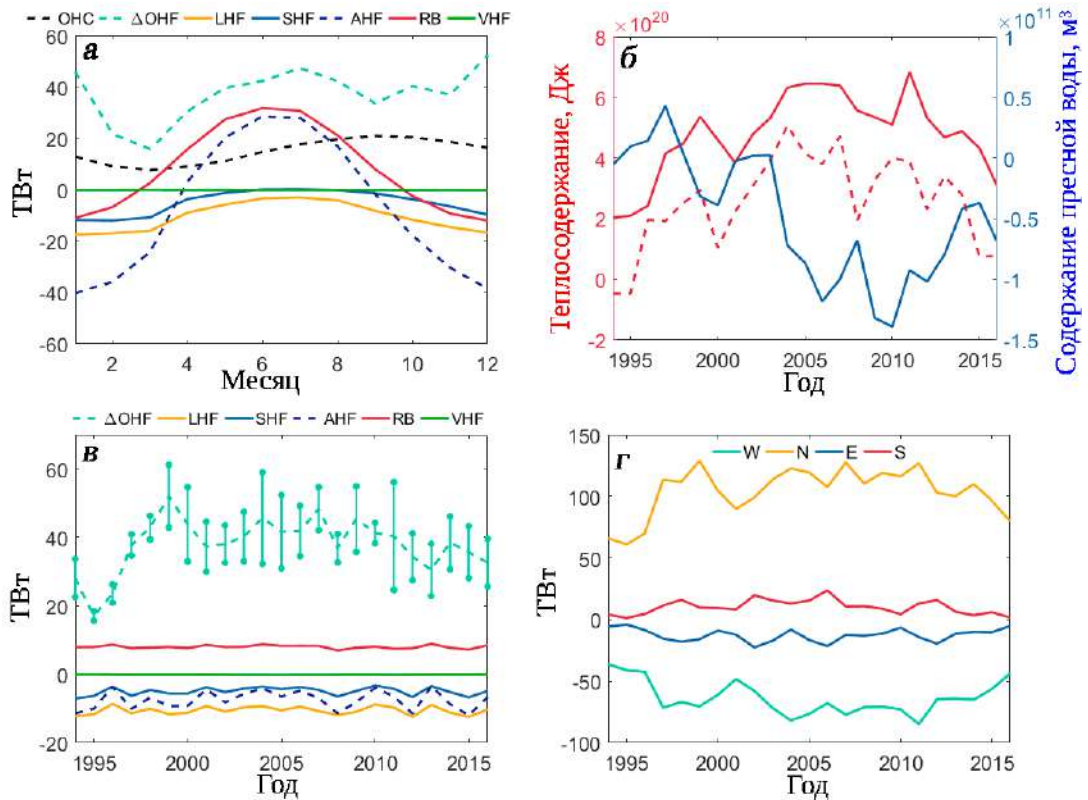 OHC ΔOHF LHF SHF AHF RB VHF
а
60
40
20
0
-20
-40
-60
ТВт
2 4 6 8 10 12
Месяц
×10²⁰
×10¹¹
б
8
6
4
2
0
-2
Теплосодержание, Дж
1
0.5
0
-0.5
-1
-1.5
Содержание пресной воды, м³
1995 2000 2005 2010 2015
Год
ΔOHF LHF SHF AHF RB VHF
в
60
40
20
0
-20
ТВт
1995 2000 2005 2010 2015
Год
W N E S
г
150
100
50
0
-50
-100
ТВт
1995 2000 2005 2010 2015
Год